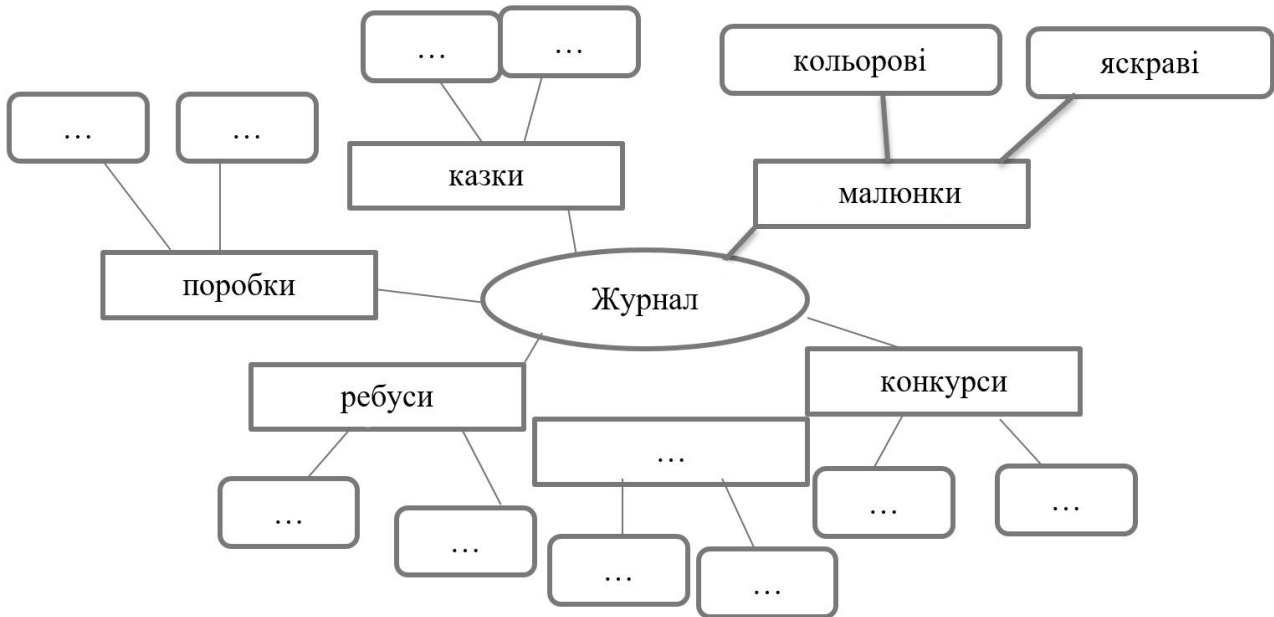 …
…
кольорові
яскраві
…
…
казки
малюнки
поробки
Журнал
ребуси
конкурси
…
…
…
…
…
…
…